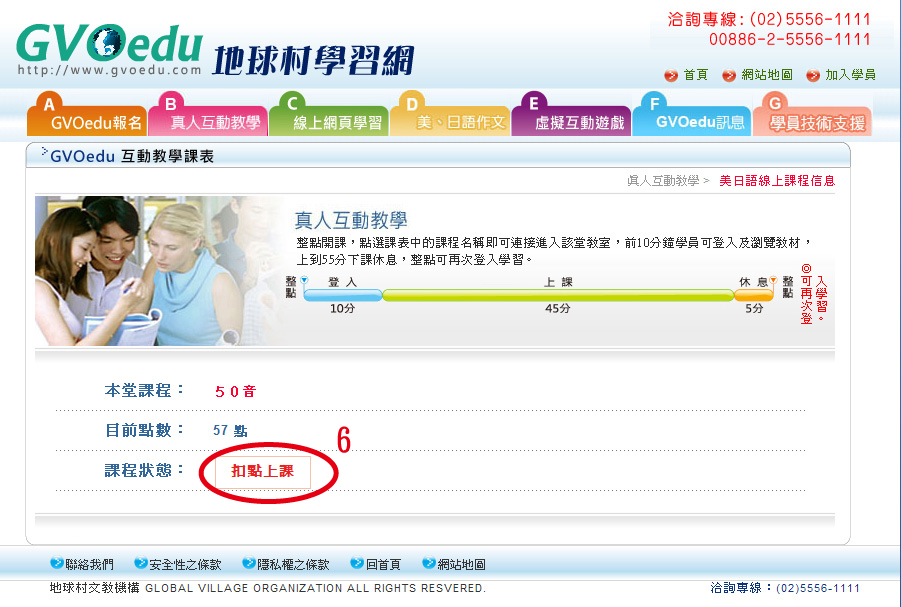 洽詢專線:(02)5556-1111
GVOedu 地球村學習網
00886-2-5556-1111
http://www.gvoedu.com
首頁 網站地圖 加入學員
A B C D E F G
GVOedu報名 真人互動教學 線上網頁學習 美、日語作文 虛擬互動遊戲 GVOedu訊息 學員技術支援
GVOedu 互動教學課表
真人互動教學 > 美日語線上課程信息
真人互動教學
整點開課，點選課表中的課程名稱即可連接進入該堂教室，前10分鐘學員可登入及瀏覽教材，
上到55分下課休息，整點可再次登入學習。
整點 登 入 上 課 休 息 整點
10分 45分 5分
◎可再次登
入學習。
本堂課程： 50音
目前點數： 57 點
6
課程狀態： 扣點上課
聯絡我們 安全性之條款 隱私權之條款 回首頁 網站地圖
地球村文教機構 GLOBAL VILLAGE ORGANIZATION ALL RIGHTS RESVERED. 洽詢專線：(02)5556-1111